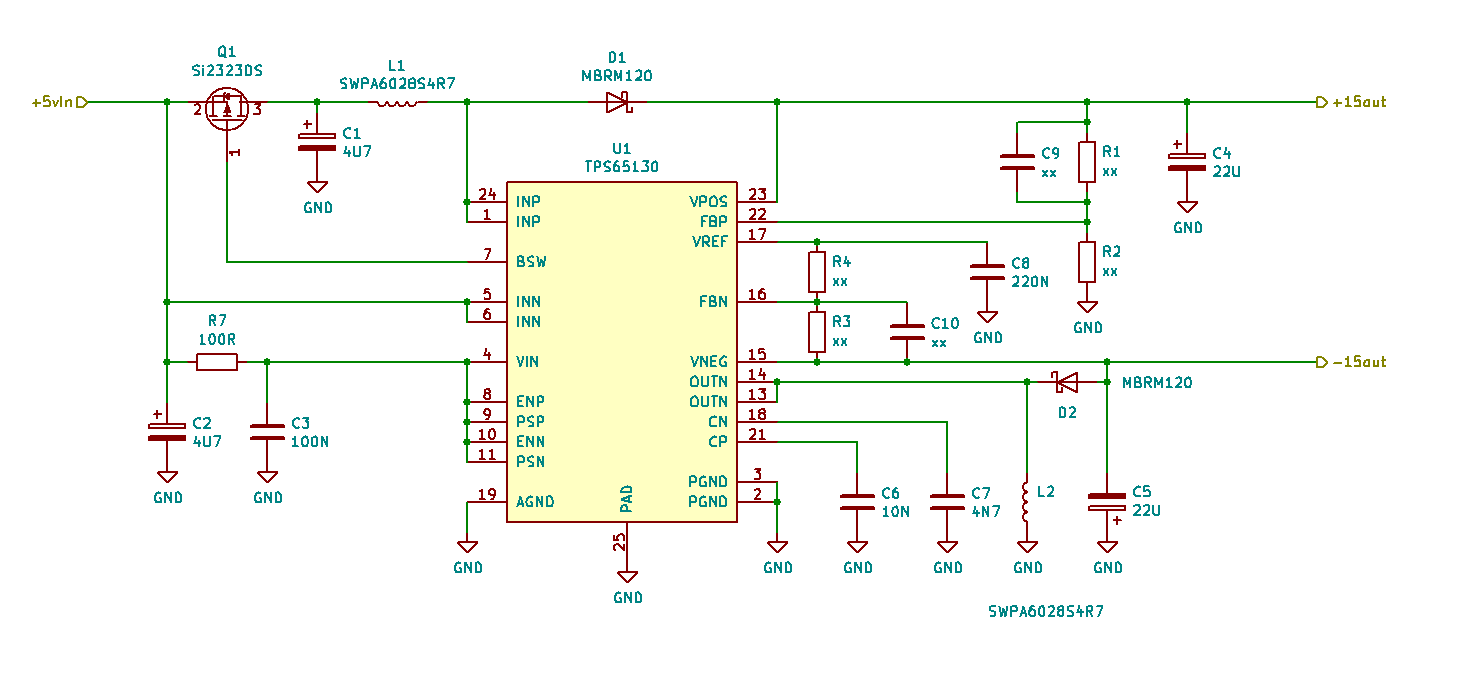 Q1
Si2323DS
L1
SWPA6028S4R7
D1
MBRM120
+5vIn
2
3
1
+
C1
4U7
GND
+15aut
U1
TPS65130
C9
xx
R1
xx
+
C4
22U
GND
24
INP
1
INP
7
BSW
5
INN
6
INN
4
VIN
8
ENP
9
PSP
10
ENN
11
PSN
19
AGND
PAD
25
VPOS
23
FBP
22
VREF
17
FBN
16
VNEG
15
OUTN
14
OUTN
13
CN
18
CP
21
PGND
3
PGND
2
R4
xx
C8
220N
GND
R2
xx
GND
R3
xx
C10
xx
-15aut
MBRM120
D2
R7
100R
+
C2
4U7
GND
C3
100N
GND
GND
GND
GND
C6
10N
GND
C7
4N7
GND
L2
GND
C5
22U
+
GND
SWPA6028S4R7